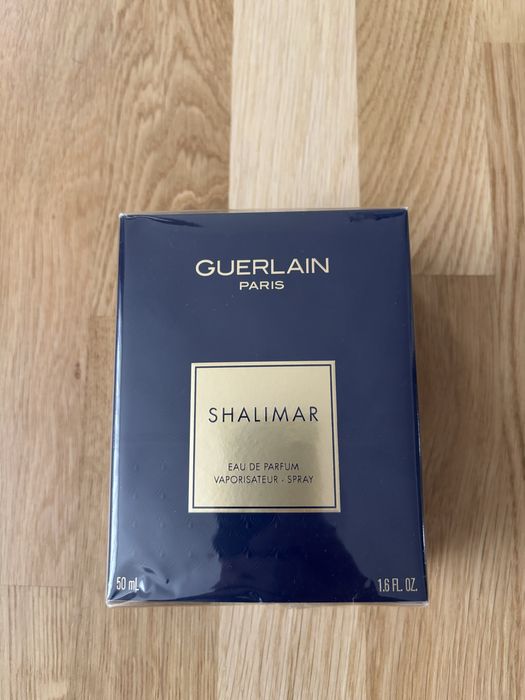 GUERLAIN
PARIS
SHALIMAR
EAU DE PARFUM
VAPORISATEUR - SPRAY
50 mL
1.6 FL. OZ.